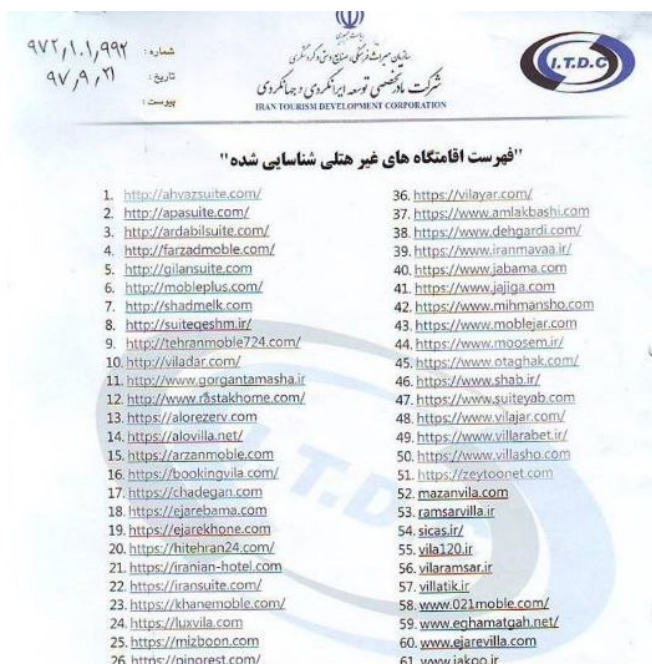 شماره : ۹۷۲/۱۰۱/۹۹۲
تاریخ : ۹۷/۹/۲۱
پیوست :
ریاست جمهوری
سازمان میراث فرهنگی، صنایع دستی و گردشگری
شرکت مادر تخصصی توسعه ایرانگردی و جهانگردی
IRAN TOURISM DEVELOPMENT CORPORATION
I.T.D.C
"فهرست اقامتگاه های غیر هتلی شناسایی شده"
1. http://ahvazsuite.com/
2. http://apasuite.com/
3. http://ardabilsuite.com/
4. http://farzadmoble.com/
5. http://gilansuite.com
6. http://mobleplus.com/
7. http://shadmelk.com
8. http://suiteqeshm.ir/
9. http://tehranmoble724.com/
10. http://viladar.com/
11. http://www.gorgantamasha.ir
12. http://www.rastakhome.com/
13. https://alorezerv.com
14. https://alovilla.net/
15. https://arzanmoble.com
16. https://bookingvila.com/
17. https://chadegan.com
18. https://ejarebama.com
19. https://ejarekhone.com
20. https://hitehran24.com/
21. https://iranian-hotel.com
22. https://iransuite.com/
23. https://khanemoble.com/
24. https://luxvila.com
25. https://mizboon.com
26. https://pinorest.com/
36. https://vilayar.com/
37. https://www.amlakbashi.com
38. https://www.dehgardi.com/
39. https://www.iranmavaa.ir/
40. https://www.jabama.com
41. https://www.jajiga.com
42. https://www.mihmansho.com
43. https://www.moblejar.com
44. https://www.moosem.ir/
45. https://www.otaghak.com/
46. https://www.shab.ir/
47. https://www.suiteyab.com
48. https://www.vilajar.com/
49. https://www.villarabet.ir/
50. https://www.villasho.com
51. https://zeytoonet.com
52. mazanvila.com
53. ramsarvilla.ir
54. sicas.ir/
55. vila120.ir
56. vilaramsar.ir
57. villatik.ir
58. www.021moble.com/
59. www.eghamatgah.net/
60. www.ejarevilla.com
61. www.jakoo.ir
I.T.D.C